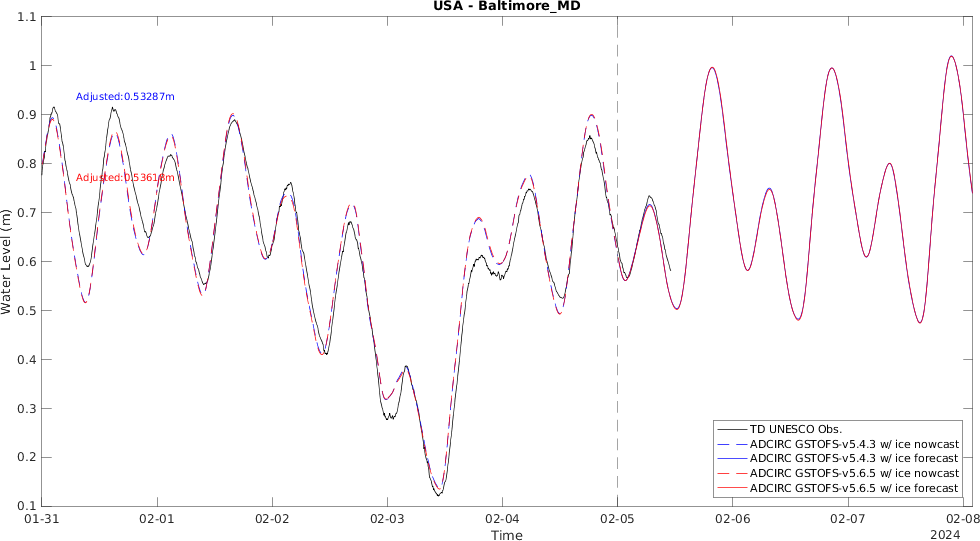 USA - Baltimore_MD
1.1
1
0.9
0.8
0.7
0.6
0.5
0.4
0.3
0.2
0.1
Water Level (m)
Adjusted:0.53287m
Adjusted:0.53618m
TD UNESCO Obs.
ADCIRC GSTOFS-v5.4.3 w/ ice nowcast
ADCIRC GSTOFS-v5.4.3 w/ ice forecast
ADCIRC GSTOFS-v5.6.5 w/ ice nowcast
ADCIRC GSTOFS-v5.6.5 w/ ice forecast
01-31 02-01 02-02 02-03 02-04 02-05 02-06 02-07 02-08
Time
2024